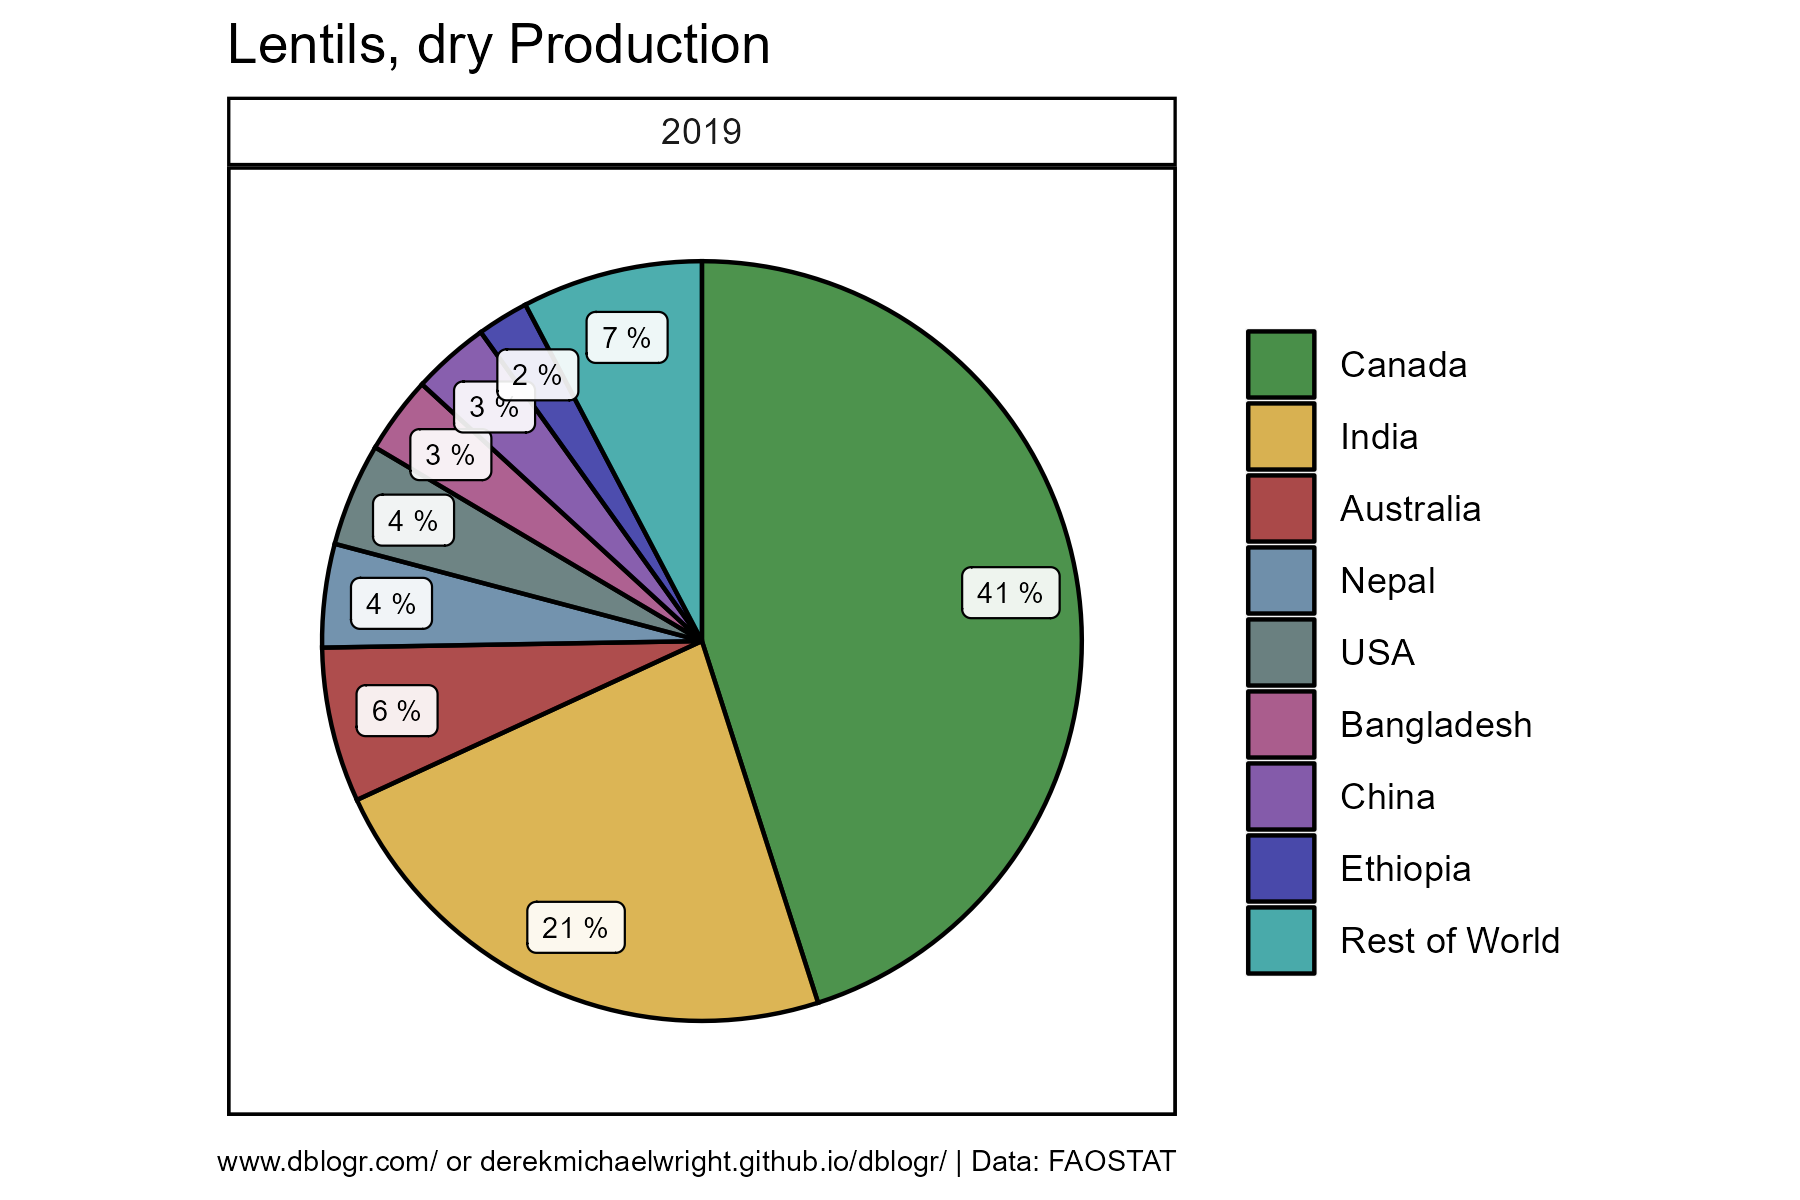 Lentils, dry Production
2019
7 %
2 %
3 %
3 %
4 %
4 %
6 %
21 %
41 %
Canada
India
Australia
Nepal
USA
Bangladesh
China
Ethiopia
Rest of World
www.dblogr.com/ or derekmichaelwright.github.io/dblogr/ | Data: FAOSTAT